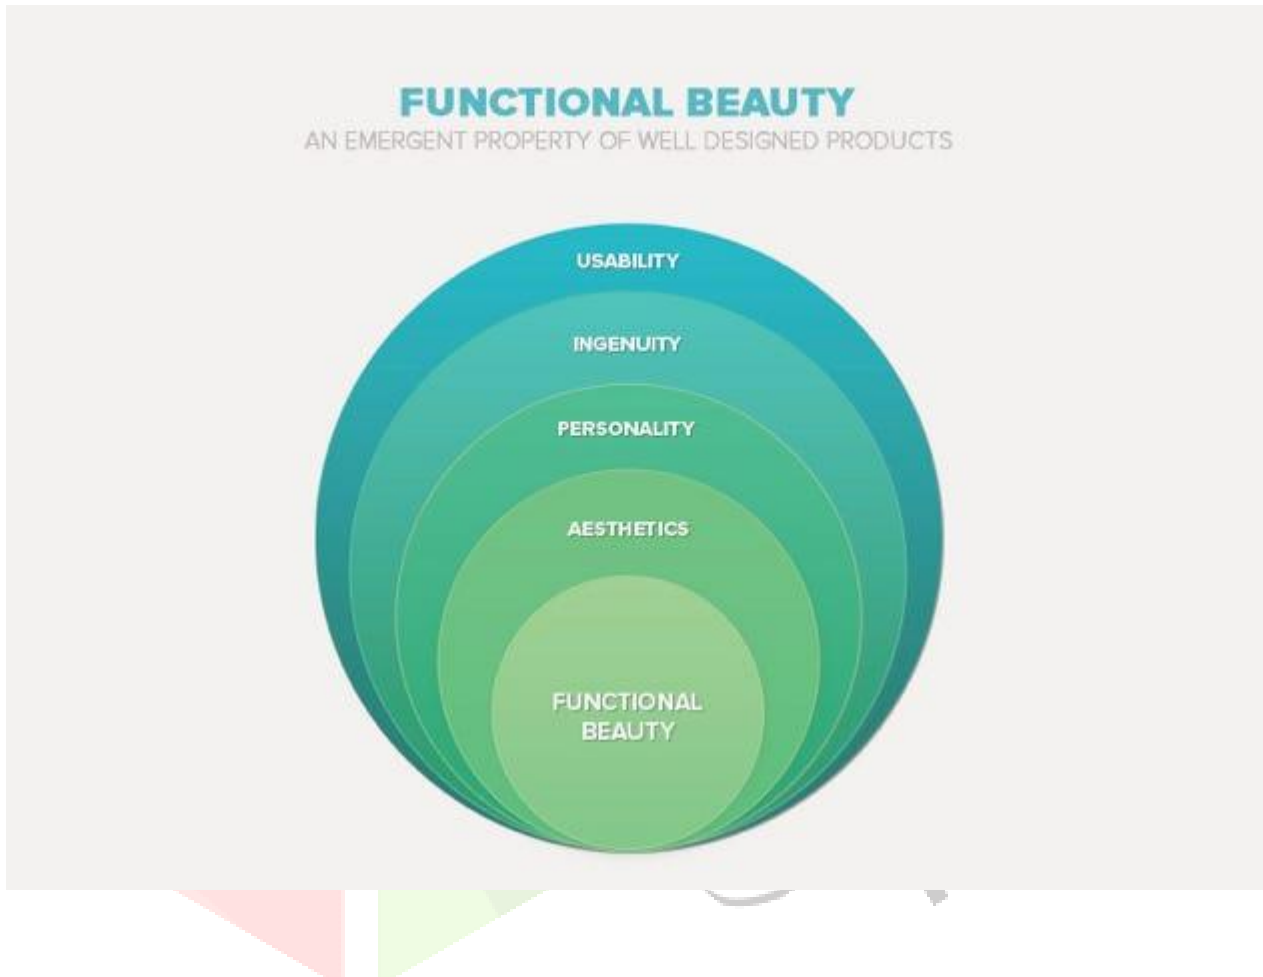 FUNCTIONAL BEAUTY
AN EMERGENT PROPERTY OF WELL DESIGNED PRODUCTS
USABILITY
INGENUITY
PERSONALITY
AESTHETICS
FUNCTIONAL
BEAUTY